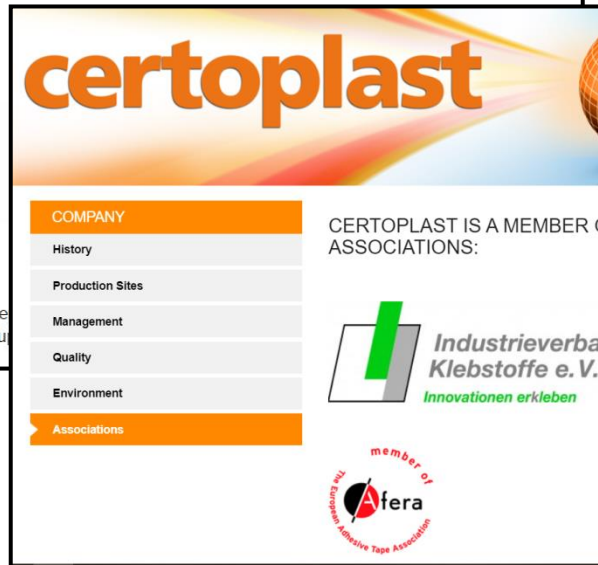 certoplast
COMPANY
History
Production Sites
Management
Quality
Environment
Associations
CERTOPLAST IS A MEMBER
ASSOCIATIONS:
Industrieverba
Klebstoffe e.V.
Innovationen erkleben
member of
Afera
The European Adhesive Tape Association